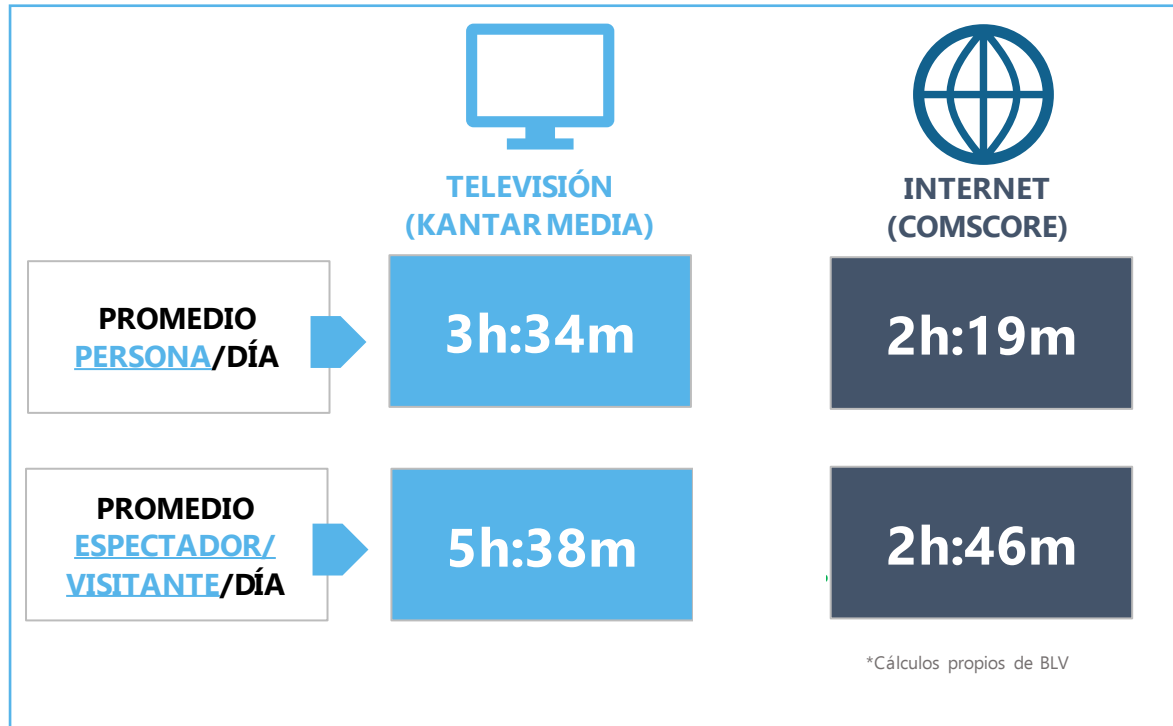 TELEVISIÓN
(KANTAR MEDIA)
INTERNET
(COMSCORE)
PROMEDIO
PERSONA/DÍA
3h:34m
2h:19m
PROMEDIO
ESPECTADOR/
VISITANTE/DÍA
5h:38m
2h:46m
*Cálculos propios de BLV